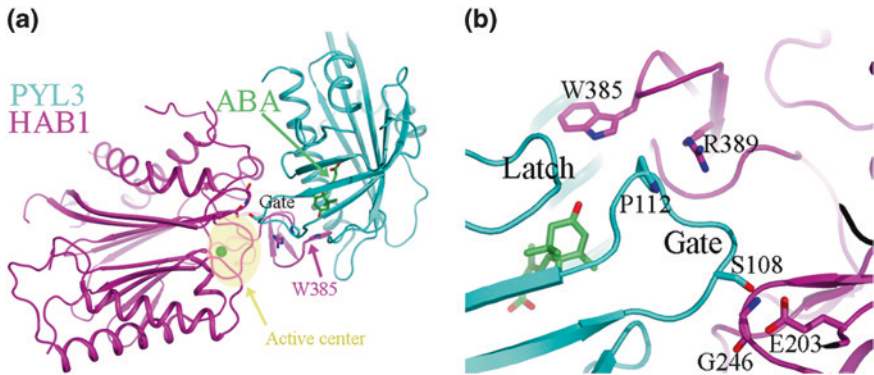 (a)
PYL3
HAB1
ABA
Gate
W385
Active center
(b)
W385
R389
Latch
P112
Gate
S108
E203
G246